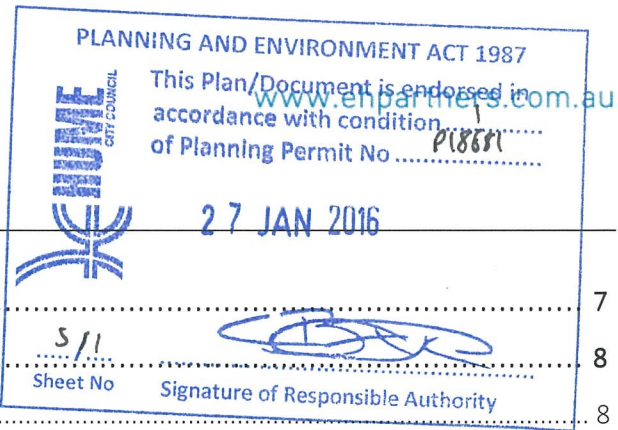 PLANNING AND ENVIRONMENT ACT 1987
HUME
CITY COUNCIL
This Plan/Document is endorsed in
www.ehpartners.com.au
accordance with condition 1
of Planning Permit No P18681
27 JAN 2016
7
5/1
8
Sheet No
Signature of Responsible Authority
8